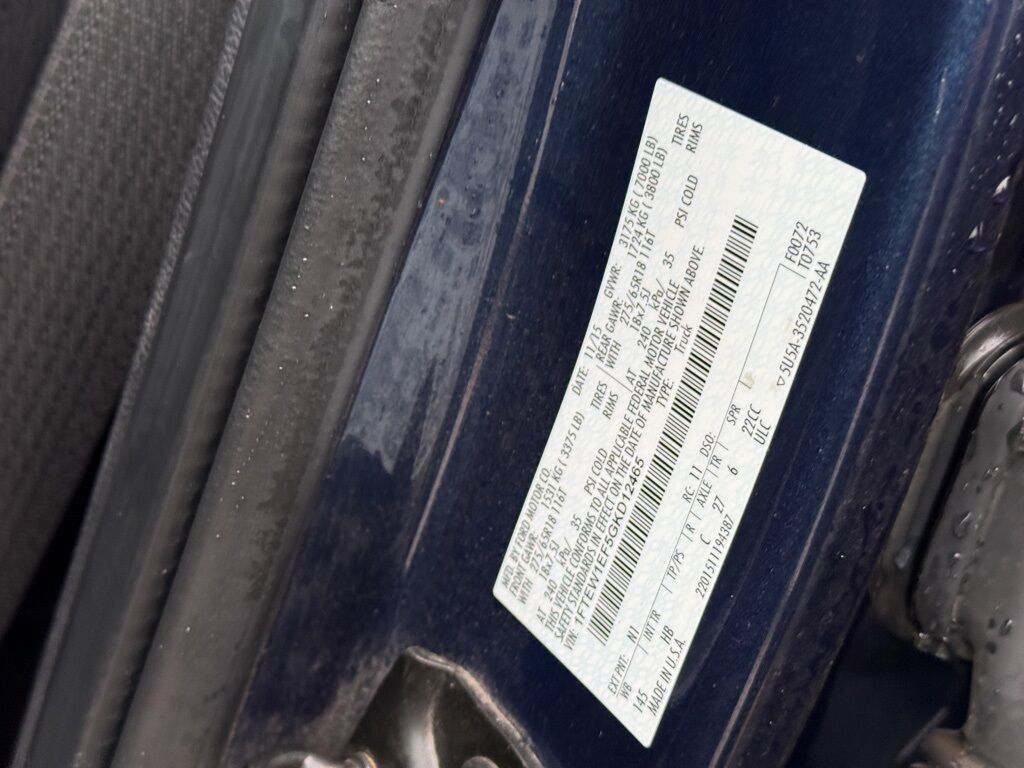 MFD. BY FORD MOTOR CO.
DATE: 11/15 GVWR: 3175 KG ( 7000 LB)
FRONT GAWR: 1531 KG ( 3375 LB) REAR GAWR: 1724 KG ( 3800 LB)
WITH 275/65R18 116T TIRES WITH 275/65R18 116T TIRES
18x7.5J RIMS 18x7.5J RIMS
AT 240 kPa/ 35 PSI COLD AT 240 kPa/ 35 PSI COLD
THIS VEHICLE CONFORMS TO ALL APPLICABLE FEDERAL MOTOR VEHICLE
SAFETY STANDARDS IN EFFECT ON THE DATE OF MANUFACTURE SHOWN ABOVE.
VIN: 1FTEW1EF5GKD12465 TYPE: Truck
F0072
T0753
EXT PNT: N1 RC: 11 DSO:
WB INT TR TP/PS R AXLE TR SPR
145 HB C 27 6 22CC
MADE IN U.S.A. 2201511194387 ULC
▽ 5U5A-3520472-AA